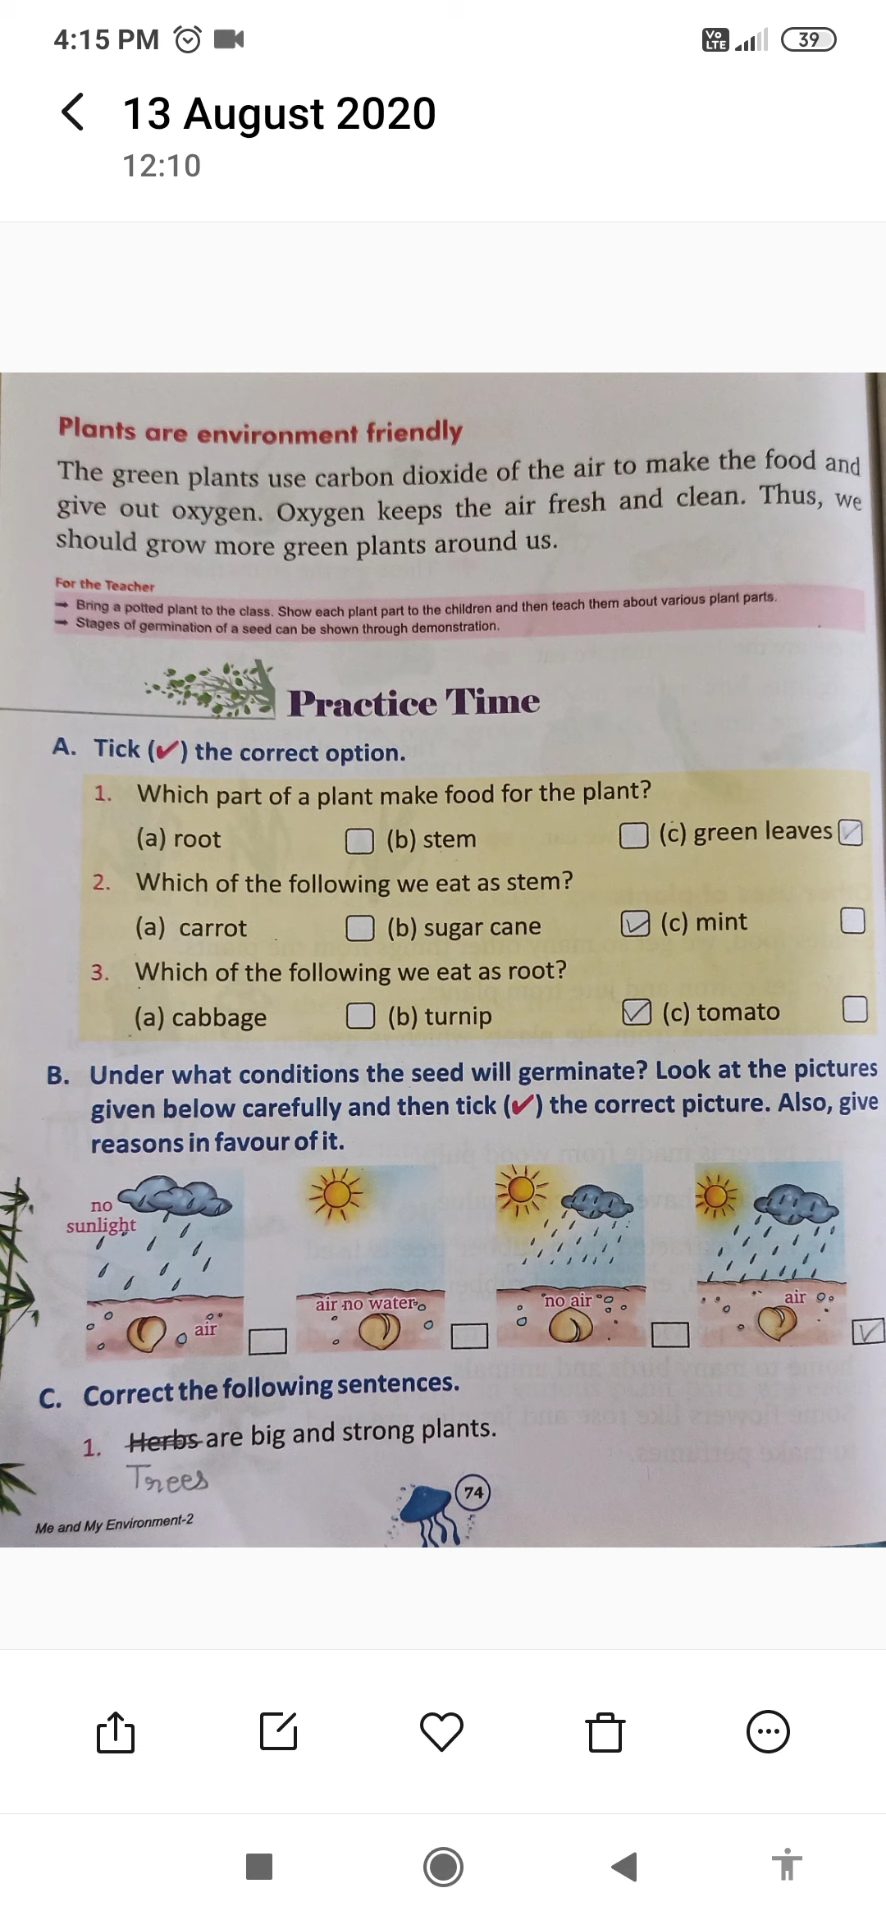 4:15 PM
Vo LTE 39
13 August 2020
12:10
Plants are environment friendly
The green plants use carbon dioxide of the air to make the food and
give out oxygen. Oxygen keeps the air fresh and clean. Thus, we
should grow more green plants around us.
For the Teacher
➞ Bring a potted plant to the class. Show each plant part to the children and then teach them about various plant parts.
➞ Stages of germination of a seed can be shown through demonstration.
Practice Time
A. Tick (✔) the correct option.
1. Which part of a plant make food for the plant?
(a) root (b) stem (c) green leaves
2. Which of the following we eat as stem?
(a) carrot (b) sugar cane (c) mint
3. Which of the following we eat as root?
(a) cabbage (b) turnip (c) tomato
B. Under what conditions the seed will germinate? Look at the pictures
given below carefully and then tick (✔) the correct picture. Also, give
reasons in favour of it.
no
sunlight
air
air no water
no air
air
C. Correct the following sentences.
1. Herbs are big and strong plants.
Trees
74
Me and My Environment-2